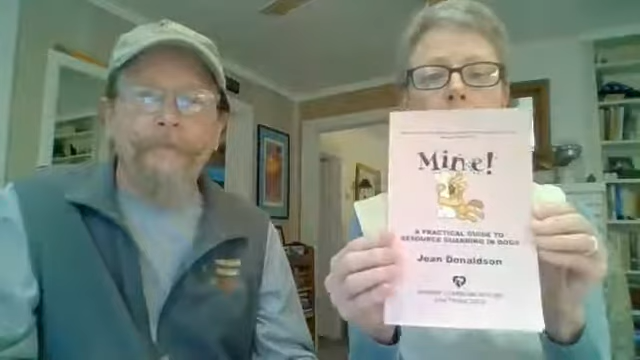 Mine!
A PRACTICAL GUIDE TO
RESOURCE GUARDING IN DOGS
Jean Donaldson